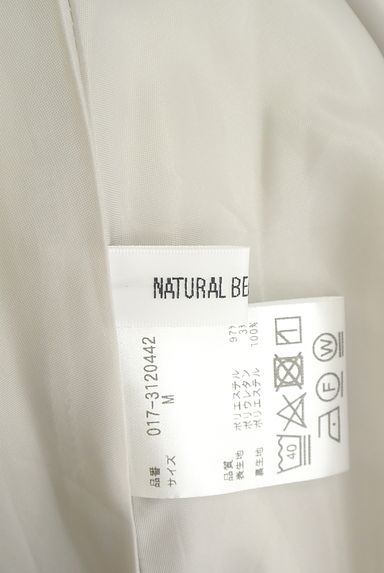 NATURAL BE
品番 017-3120442
サイズ M
品質
表生地 ポリエステル 97%
ポリウレタン 3%
裏生地 ポリエステル 100%
40
F
W